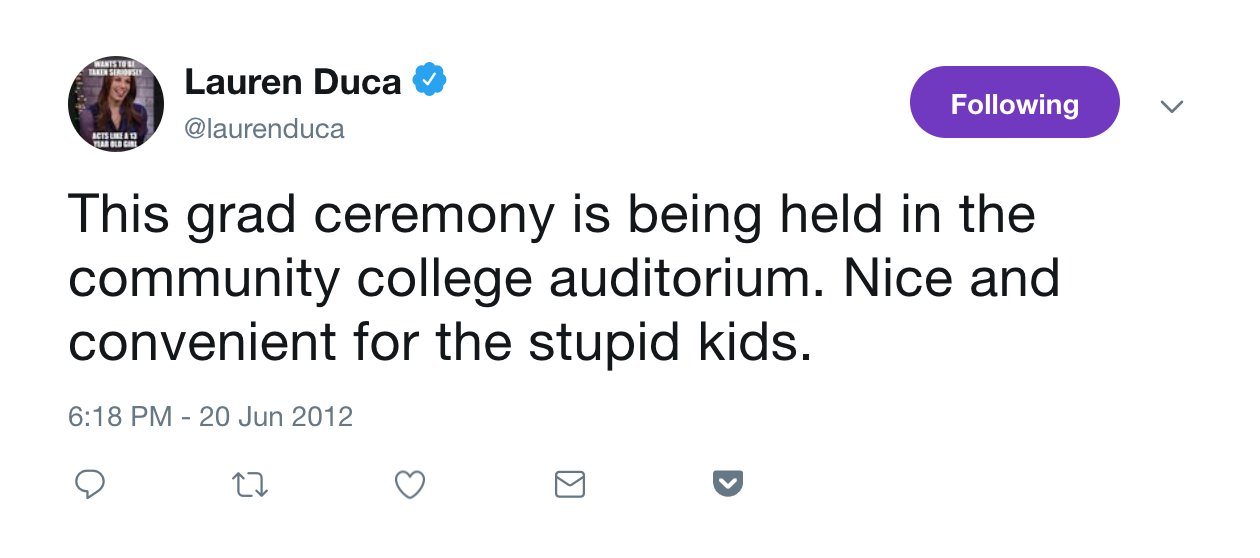 WANTS TO BE
TAKEN SERIOUSLY
ACTS LIKE A 13
YEAR OLD GIRL
Lauren Duca
@laurenduca
Following
This grad ceremony is being held in the
community college auditorium. Nice and
convenient for the stupid kids.
6:18 PM - 20 Jun 2012